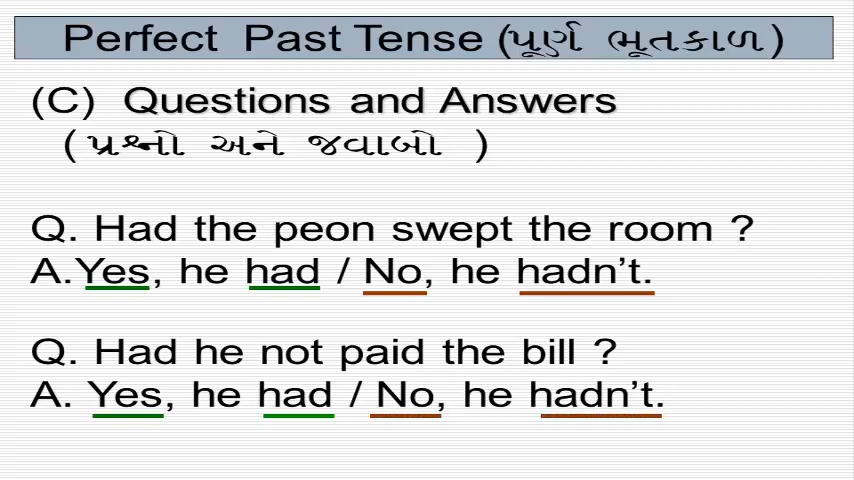 Perfect Past Tense (પૂર્ણ ભૂતકાળ)
(C) Questions and Answers
( પ્રશ્નો અને જવાબો )
Q. Had the peon swept the room ?
A.Yes, he had / No, he hadn’t.
Q. Had he not paid the bill ?
A. Yes, he had / No, he hadn’t.